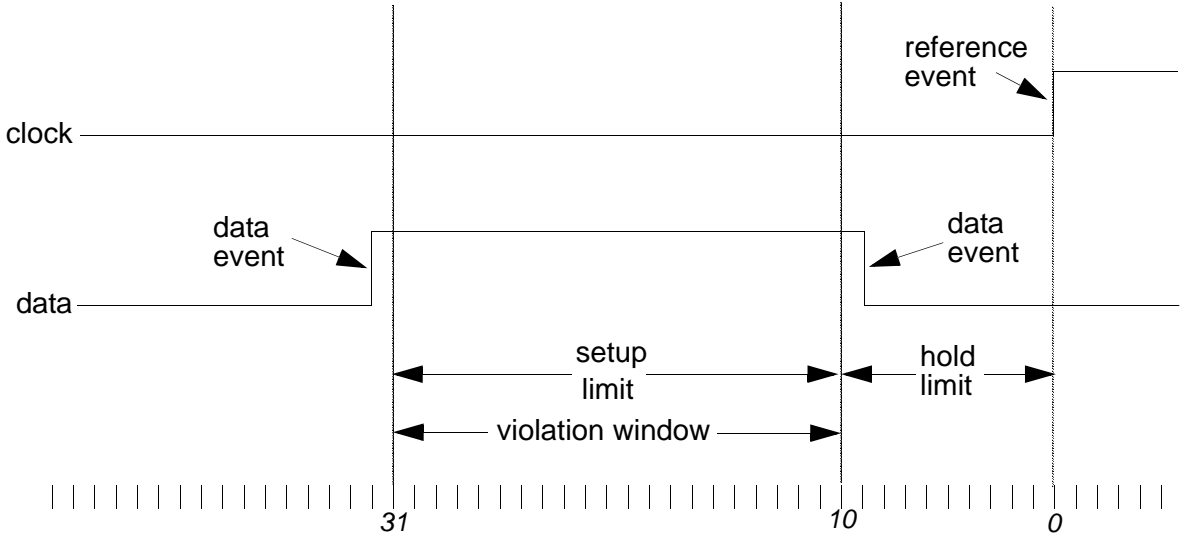 reference
event
clock
data
event
data
event
data
setup
limit
hold
limit
violation window
31
10
0